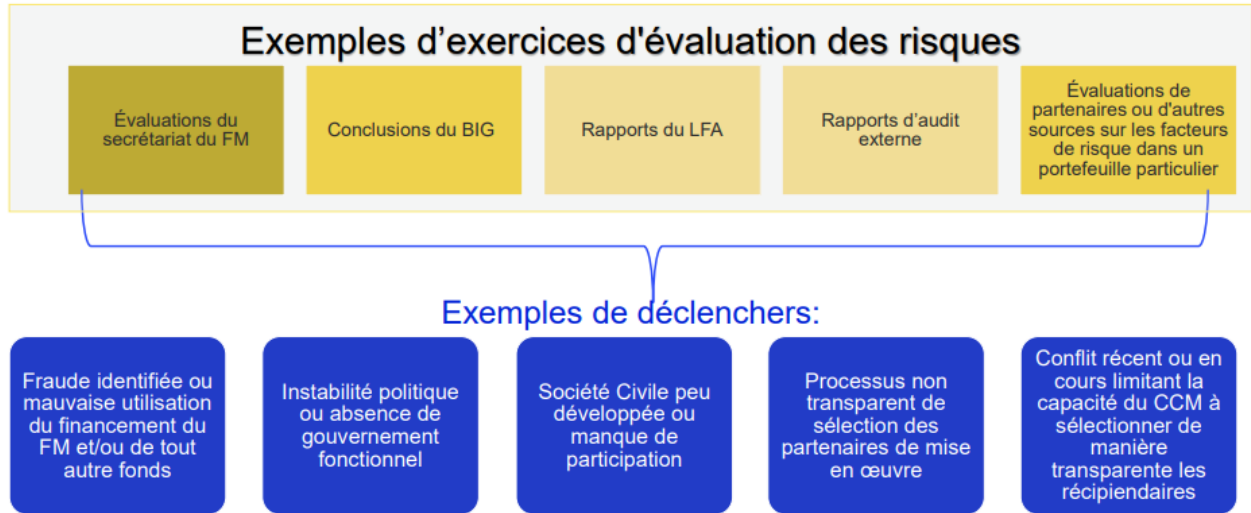 Exemples d’exercices d'évaluation des risques
Évaluations du
secrétariat du FM
Conclusions du BIG
Rapports du LFA
Rapports d’audit
externe
Évaluations de
partenaires ou d'autres
sources sur les facteurs
de risque dans un
portefeuille particulier
Exemples de déclenchers:
Fraude identifiée ou
mauvaise utilisation
du financement du
FM et/ou de tout
autre fonds
Instabilité politique
ou absence de
gouvernement
fonctionnel
Société Civile peu
développée ou
manque de
participation
Processus non
transparent de
sélection des
partenaires de mise
en œuvre
Conflit récent ou en
cours limitant la
capacité du CCM à
sélectionner de
manière
transparente les
récipiendaires